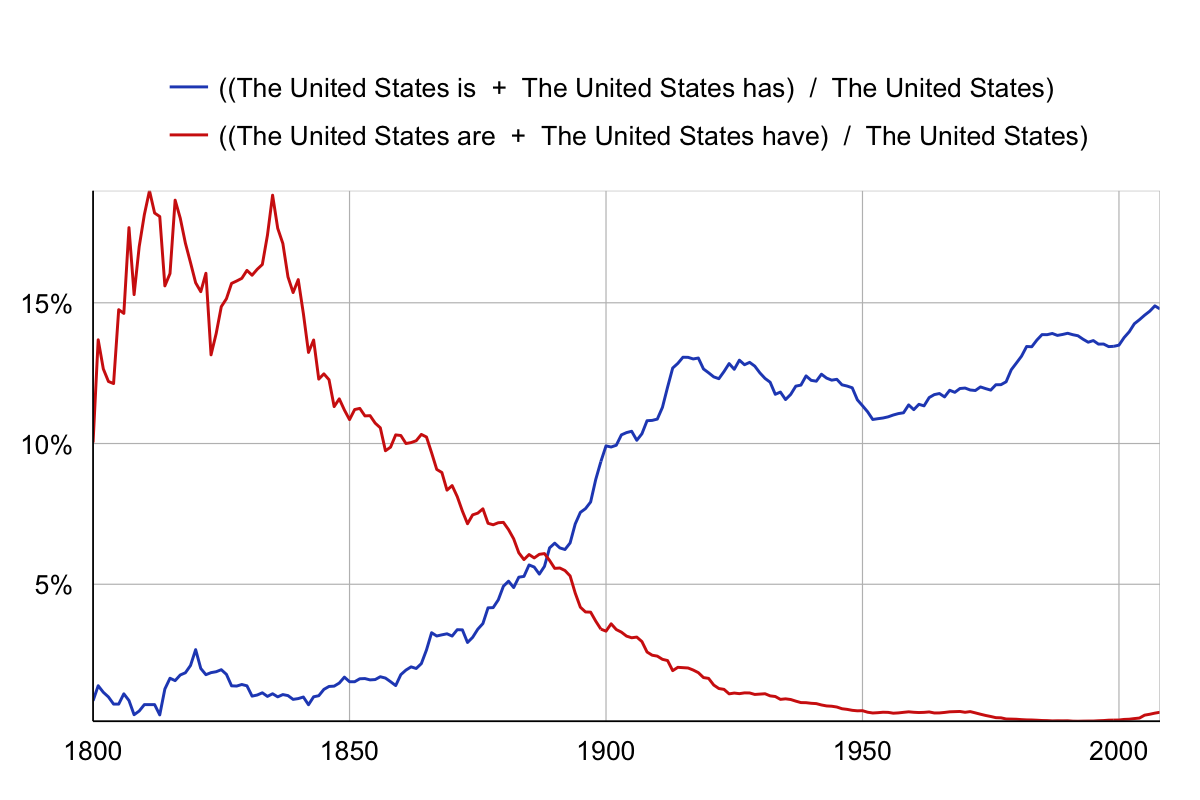 ((The United States is + The United States has) / The United States)
((The United States are + The United States have) / The United States)
15%
10%
5%
1800 1850 1900 1950 2000